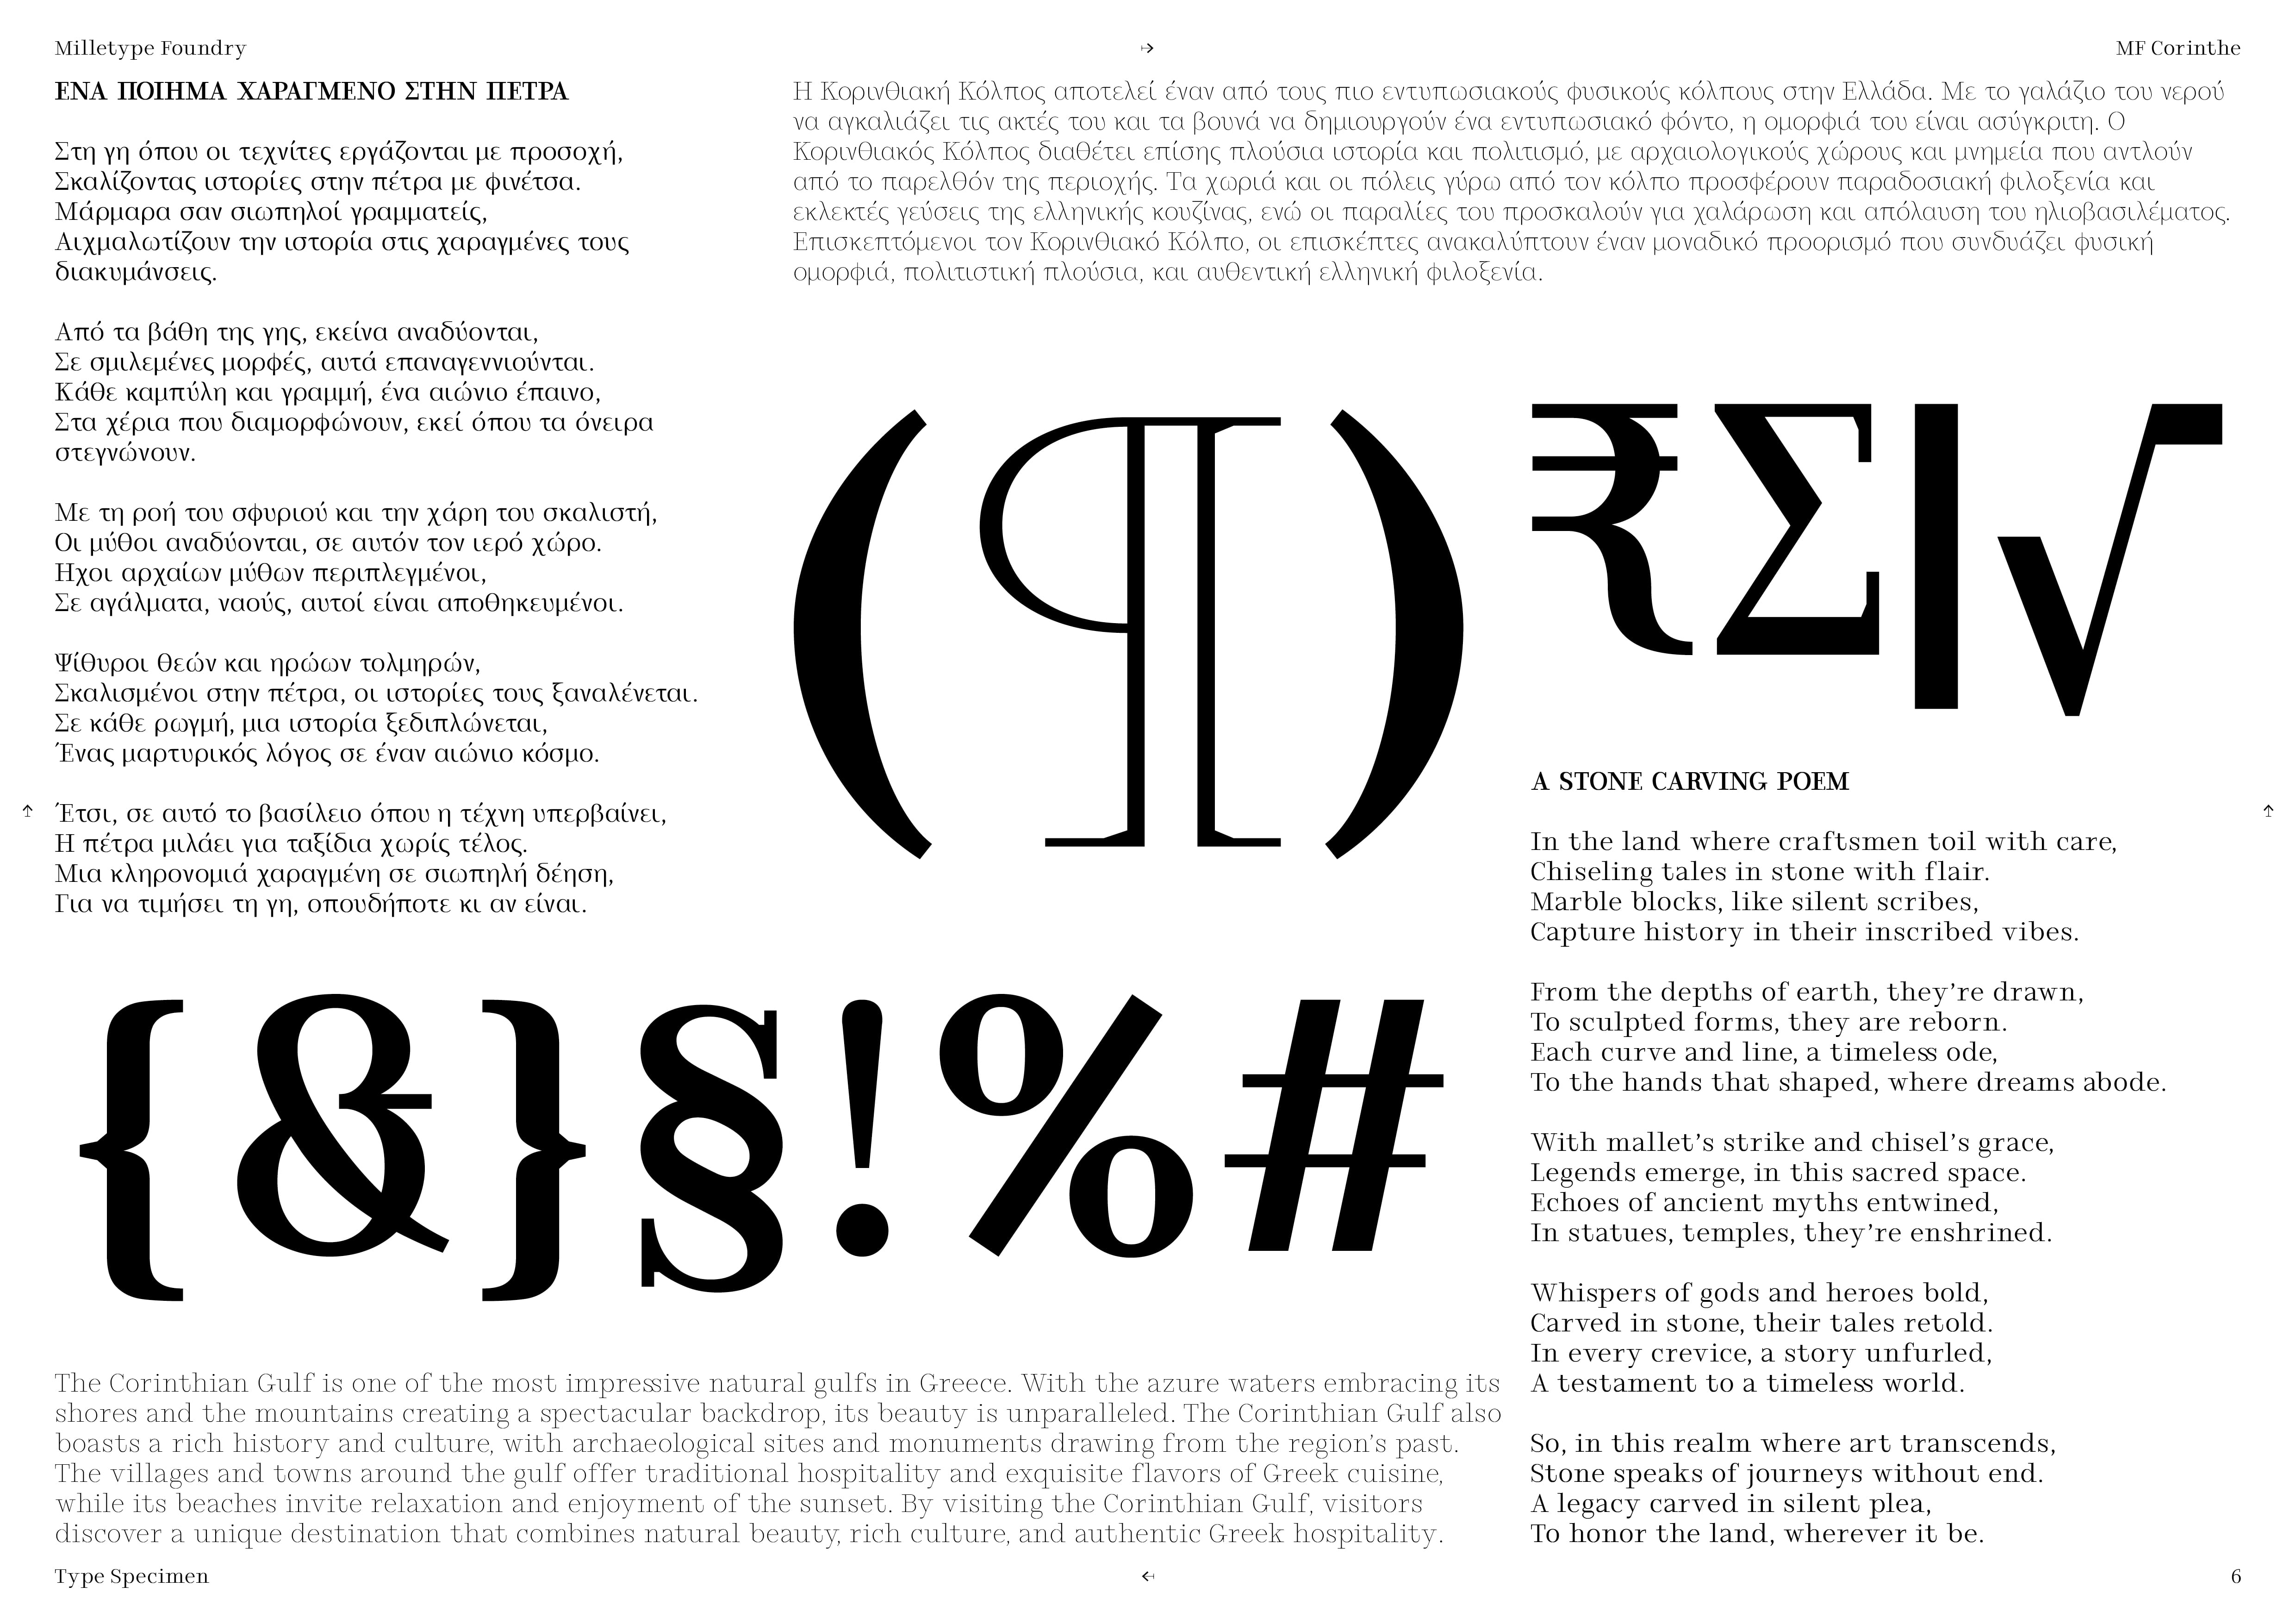 Milletype Foundry
↦
MF Corinthe
ΕΝΑ ΠΟΙΗΜΑ ΧΑΡΑΓΜΕΝΟ ΣΤΗΝ ΠΕΤΡΑ
Στη γη όπου οι τεχνίτες εργάζονται με προσοχή,
Σκαλίζοντας ιστορίες στην πέτρα με φινέτσα.
Μάρμαρα σαν σιωπηλοί γραμματείς,
Αιχμαλωτίζουν την ιστορία στις χαραγμένες τους
διακυμάνσεις.
Από τα βάθη της γης, εκείνα αναδύονται,
Σε σμιλεμένες μορφές, αυτά επαναγεννιούνται.
Κάθε καμπύλη και γραμμή, ένα αιώνιο έπαινο,
Στα χέρια που διαμορφώνουν, εκεί όπου τα όνειρα
στεγνώνουν.
Με τη ροή του σφυριού και την χάρη του σκαλιστή,
Οι μύθοι αναδύονται, σε αυτόν τον ιερό χώρο.
Ηχοι αρχαίων μύθων περιπλεγμένοι,
Σε αγάλματα, ναούς, αυτοί είναι αποθηκευμένοι.
Ψίθυροι θεών και ηρώων τολμηρών,
Σκαλισμένοι στην πέτρα, οι ιστορίες τους ξαναλένεται.
Σε κάθε ρωγμή, μια ιστορία ξεδιπλώνεται,
Ένας μαρτυρικός λόγος σε έναν αιώνιο κόσμο.
Έτσι, σε αυτό το βασίλειο όπου η τέχνη υπερβαίνει,
Η πέτρα μιλάει για ταξίδια χωρίς τέλος.
Μια κληρονομιά χαραγμένη σε σιωπηλή δέηση,
Για να τιμήσει τη γη, οπουδήποτε κι αν είναι.
Η Κορινθιακή Κόλπος αποτελεί έναν από τους πιο εντυπωσιακούς φυσικούς κόλπους στην Ελλάδα. Με το γαλάζιο του νερού
να αγκαλιάζει τις ακτές του και τα βουνά να δημιουργούν ένα εντυπωσιακό φόντο, η ομορφιά του είναι ασύγκριτη. Ο
Κορινθιακός Κόλπος διαθέτει επίσης πλούσια ιστορία και πολιτισμό, με αρχαιολογικούς χώρους και μνημεία που αντλούν
από το παρελθόν της περιοχής. Τα χωριά και οι πόλεις γύρω από τον κόλπο προσφέρουν παραδοσιακή φιλοξενία και
εκλεκτές γεύσεις της ελληνικής κουζίνας, ενώ οι παραλίες του προσκαλούν για χαλάρωση και απόλαυση του ηλιοβασιλέματος.
Επισκεπτόμενοι τον Κορινθιακό Κόλπο, οι επισκέπτες ανακαλύπτουν έναν μοναδικό προορισμό που συνδυάζει φυσική
ομορφιά, πολιτιστική πλούσια, και αυθεντική ελληνική φιλοξενία.
(¶)
₹Σ|√
↥
↥
{&}§!%#
A STONE CARVING POEM
In the land where craftsmen toil with care,
Chiseling tales in stone with flair.
Marble blocks, like silent scribes,
Capture history in their inscribed vibes.
From the depths of earth, they’re drawn,
To sculpted forms, they are reborn.
Each curve and line, a timeless ode,
To the hands that shaped, where dreams abode.
With mallet’s strike and chisel’s grace,
Legends emerge, in this sacred space.
Echoes of ancient myths entwined,
In statues, temples, they’re enshrined.
Whispers of gods and heroes bold,
Carved in stone, their tales retold.
In every crevice, a story unfurled,
A testament to a timeless world.
So, in this realm where art transcends,
Stone speaks of journeys without end.
A legacy carved in silent plea,
To honor the land, wherever it be.
The Corinthian Gulf is one of the most impressive natural gulfs in Greece. With the azure waters embracing its
shores and the mountains creating a spectacular backdrop, its beauty is unparalleled. The Corinthian Gulf also
boasts a rich history and culture, with archaeological sites and monuments drawing from the region’s past.
The villages and towns around the gulf offer traditional hospitality and exquisite flavors of Greek cuisine,
while its beaches invite relaxation and enjoyment of the sunset. By visiting the Corinthian Gulf, visitors
discover a unique destination that combines natural beauty, rich culture, and authentic Greek hospitality.
Type Specimen
↤
6